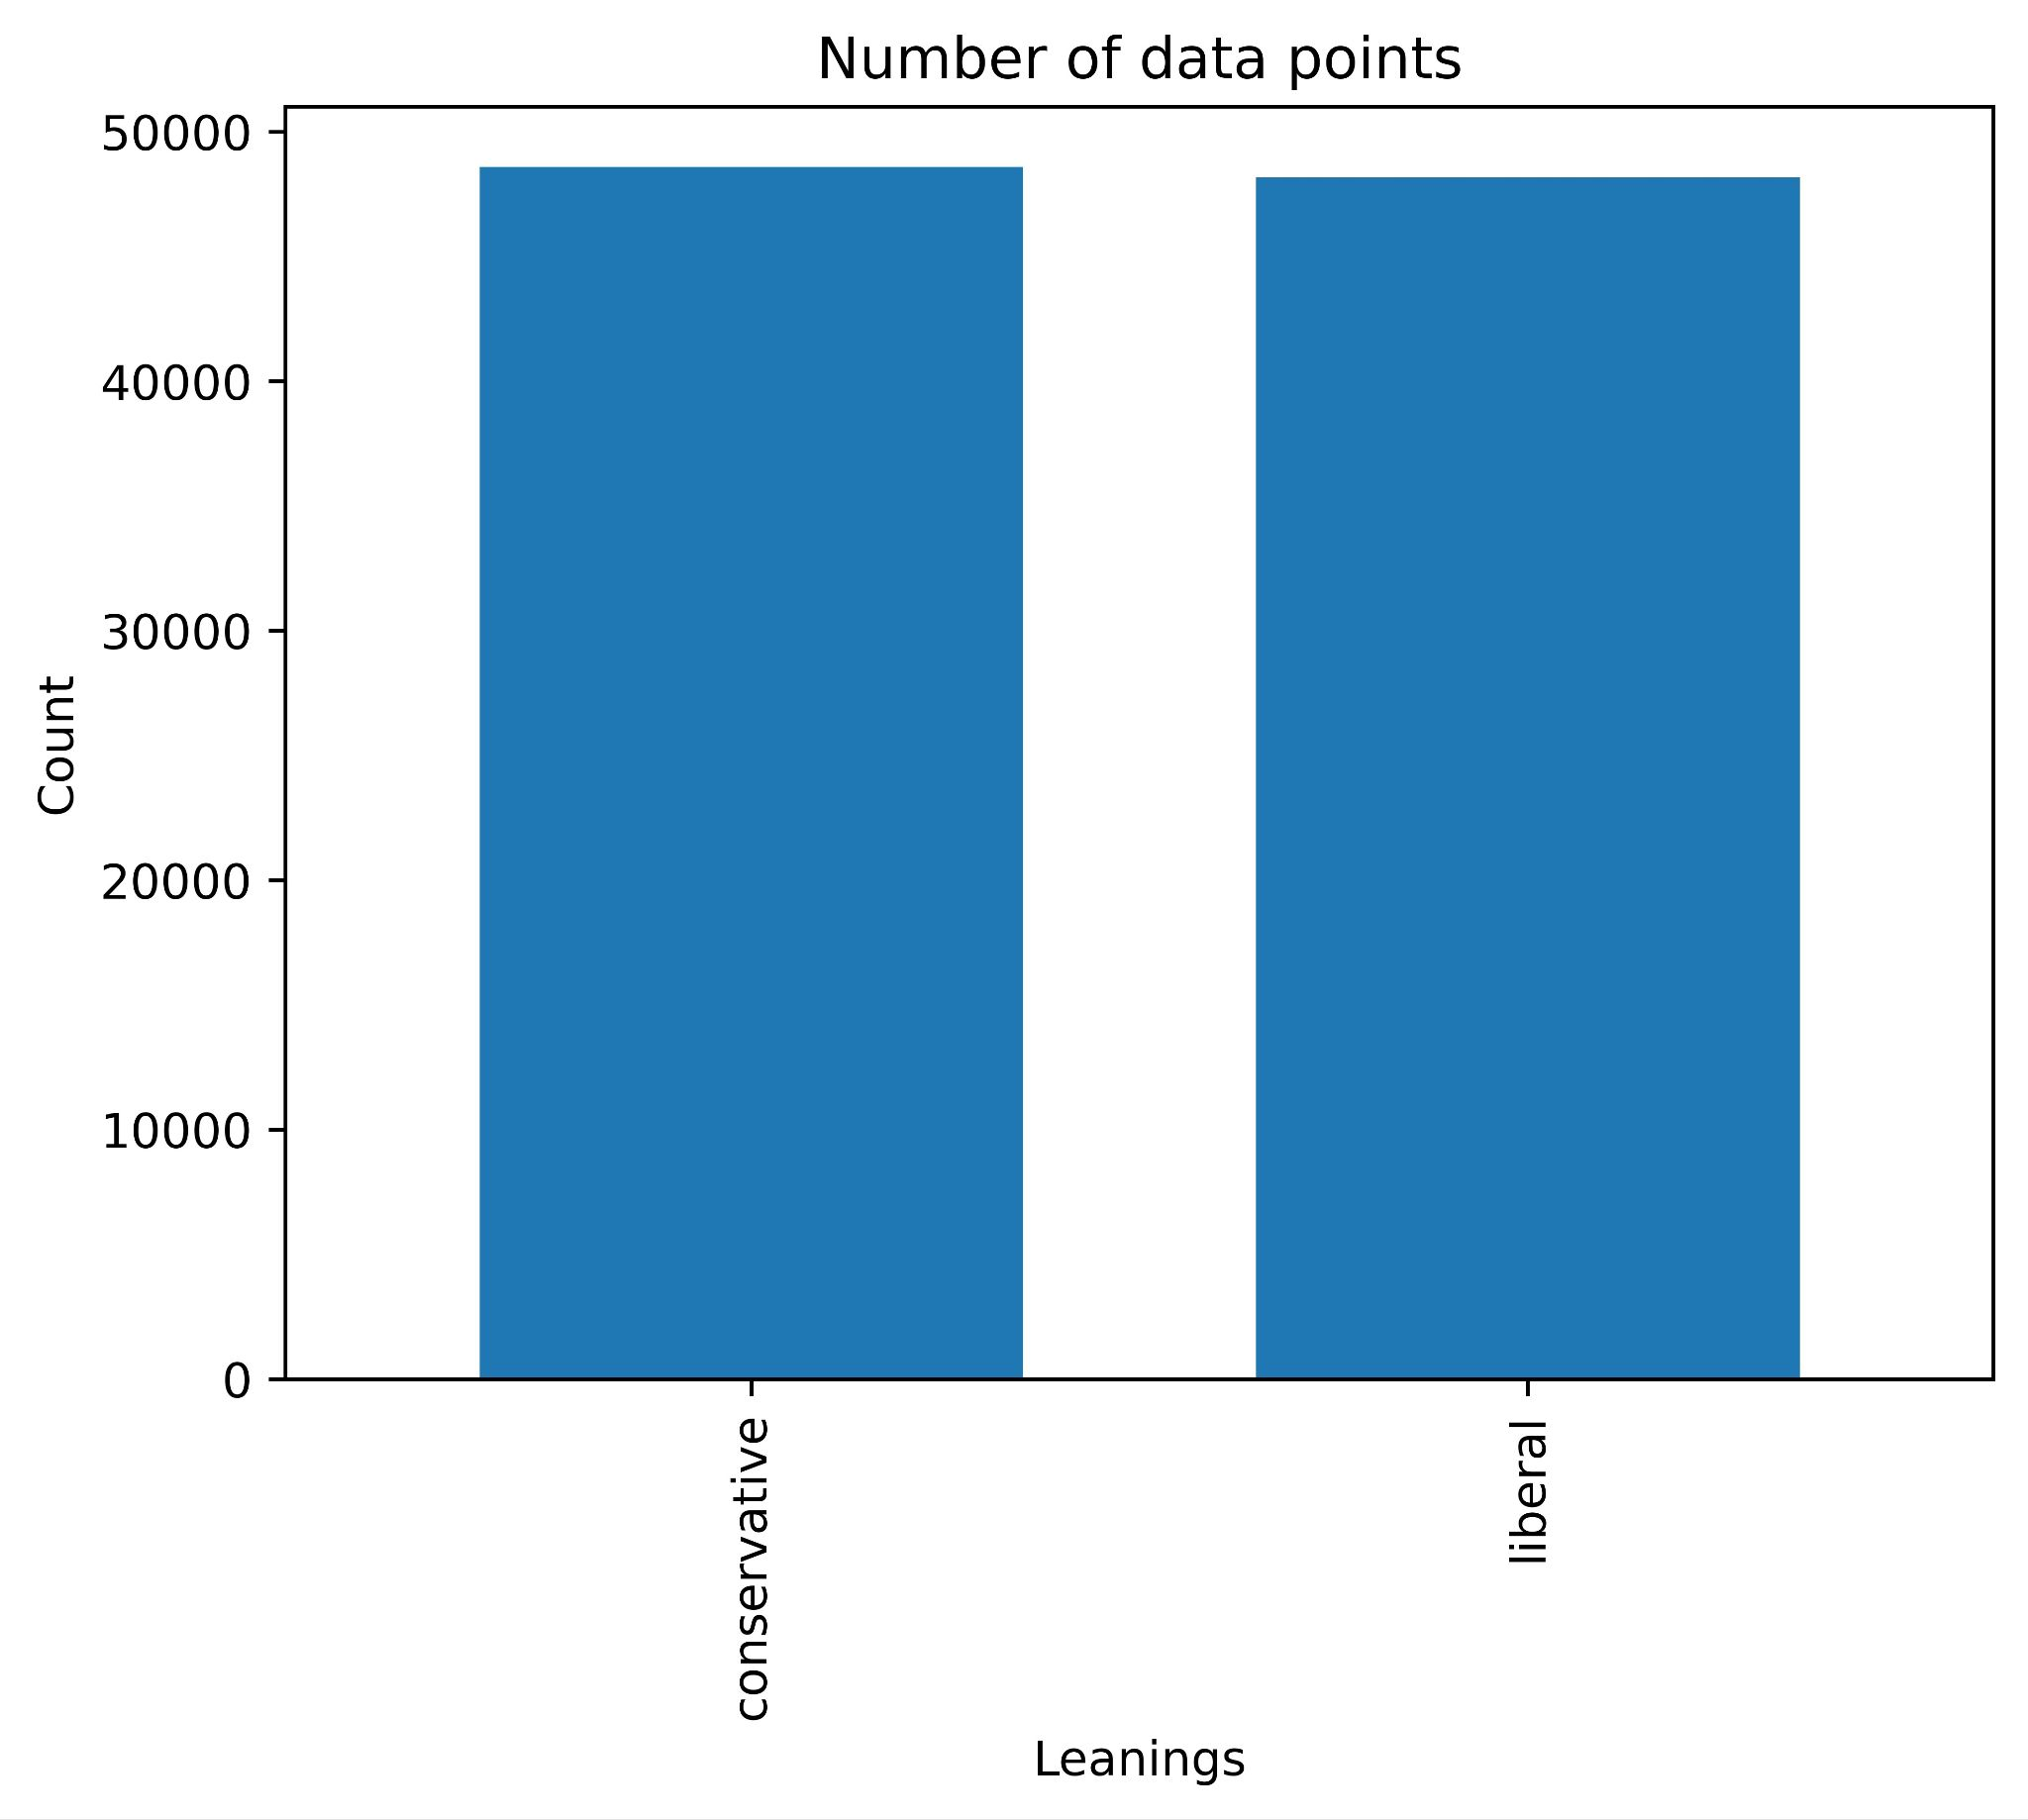 Number of data points
50000
40000
30000
20000
10000
0
Count
conservative
liberal
Leanings